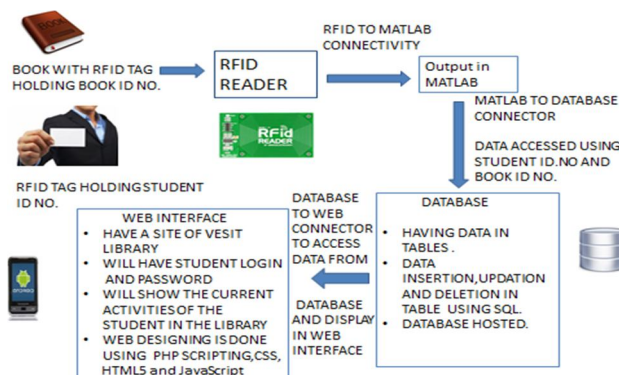 BOOK
BOOK WITH RFID TAG
HOLDING BOOK ID NO.
RFID
READER
RFID TO MATLAB
CONNECTIVITY
Output in
MATLAB
RFid
READER
MATLAB TO DATABASE
CONNECTOR
DATA ACCESSED USING
STUDENT ID.NO AND
BOOK ID NO.
RFID TAG HOLDING STUDENT
ID NO.
DATABASE
TO WEB
CONNECTOR
TO ACCESS
DATA FROM
DATABASE
AND DISPLAY
IN WEB
INTERFACE
DATABASE
• HAVING DATA IN
TABLES .
• DATA
INSERTION,UPDATION
AND DELETION IN
TABLE USING SQL.
• DATABASE HOSTED.
WEB INTERFACE
• HAVE A SITE OF VESIT
LIBRARY
• WILL HAVE STUDENT LOGIN
AND PASSWORD
• WILL SHOW THE CURRENT
ACTIVITIES OF THE
STUDENT IN THE LIBRARY
• WEB DESIGNING IS DONE
USING PHP SCRIPTING,CSS,
HTML5 and JavaScript